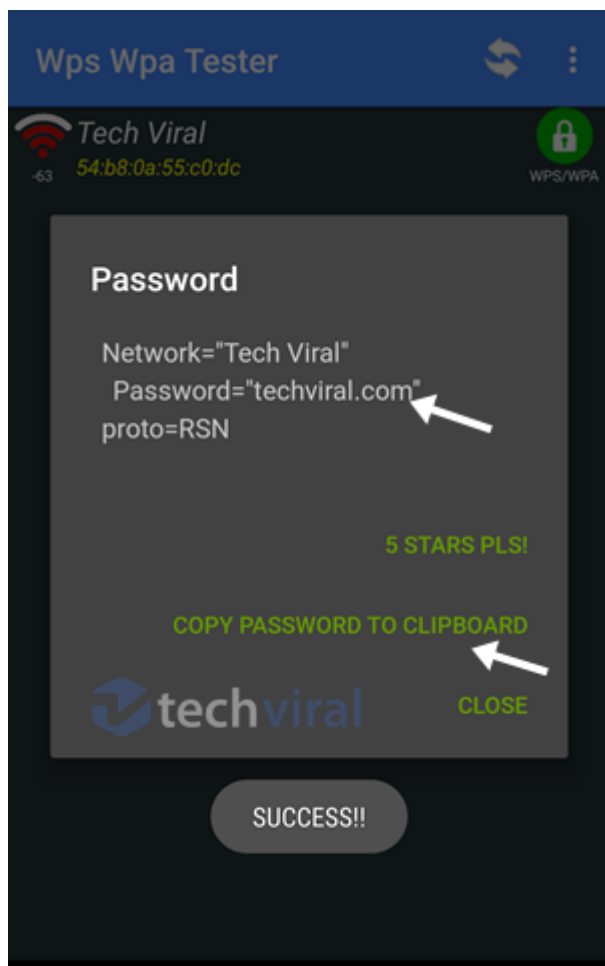 Wps Wpa Tester
Tech Viral
-63
54:b8:0a:55:c0:dc
WPS/WPA
Password
Network="Tech Viral"
Password="techviral.com"
proto=RSN
5 STARS PLS!
COPY PASSWORD TO CLIPBOARD
techviral
CLOSE
SUCCESS!!